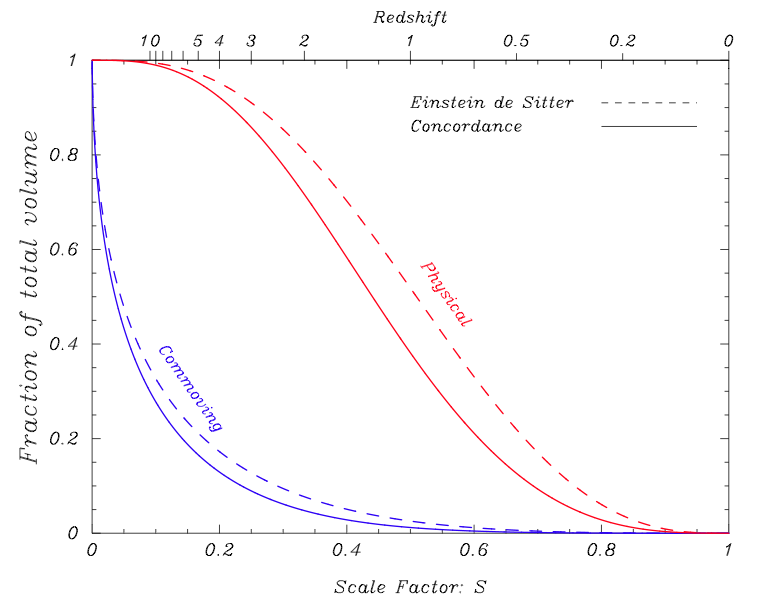 Redshift
10 5 4 3 2 1 0.5 0.2 0
1
0.8
0.6
0.4
0.2
0
Fraction of total volume
Einstein de Sitter
Concordance
Physical
Commoving
0 0.2 0.4 0.6 0.8 1
Scale Factor: S